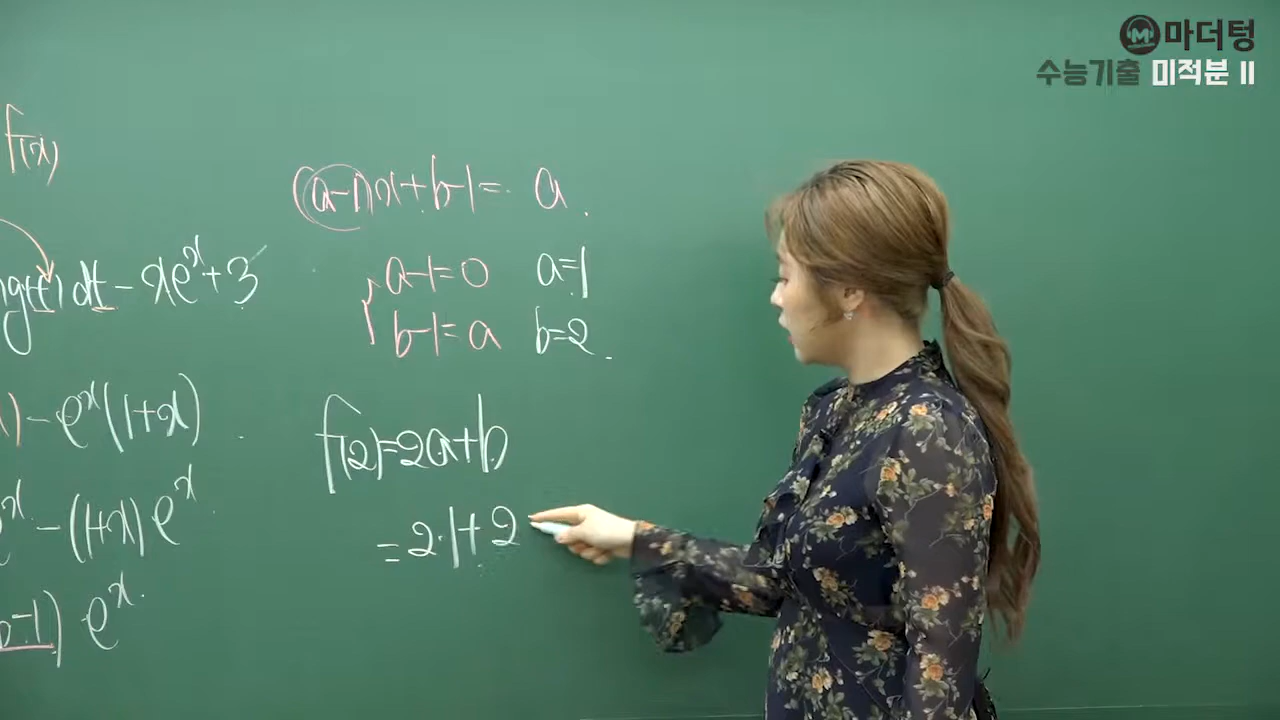 마더텅
수능기출 미적분 II
f(x)
g(t) dt - xe^x + 3
) - e^x(1+x)
e^x - (1+x)e^x
b-1) e^x
(a-1)x+b-1= a
a-1=0 a=1
b-1=a b=2
f(2)=2a+b
=2·1+2